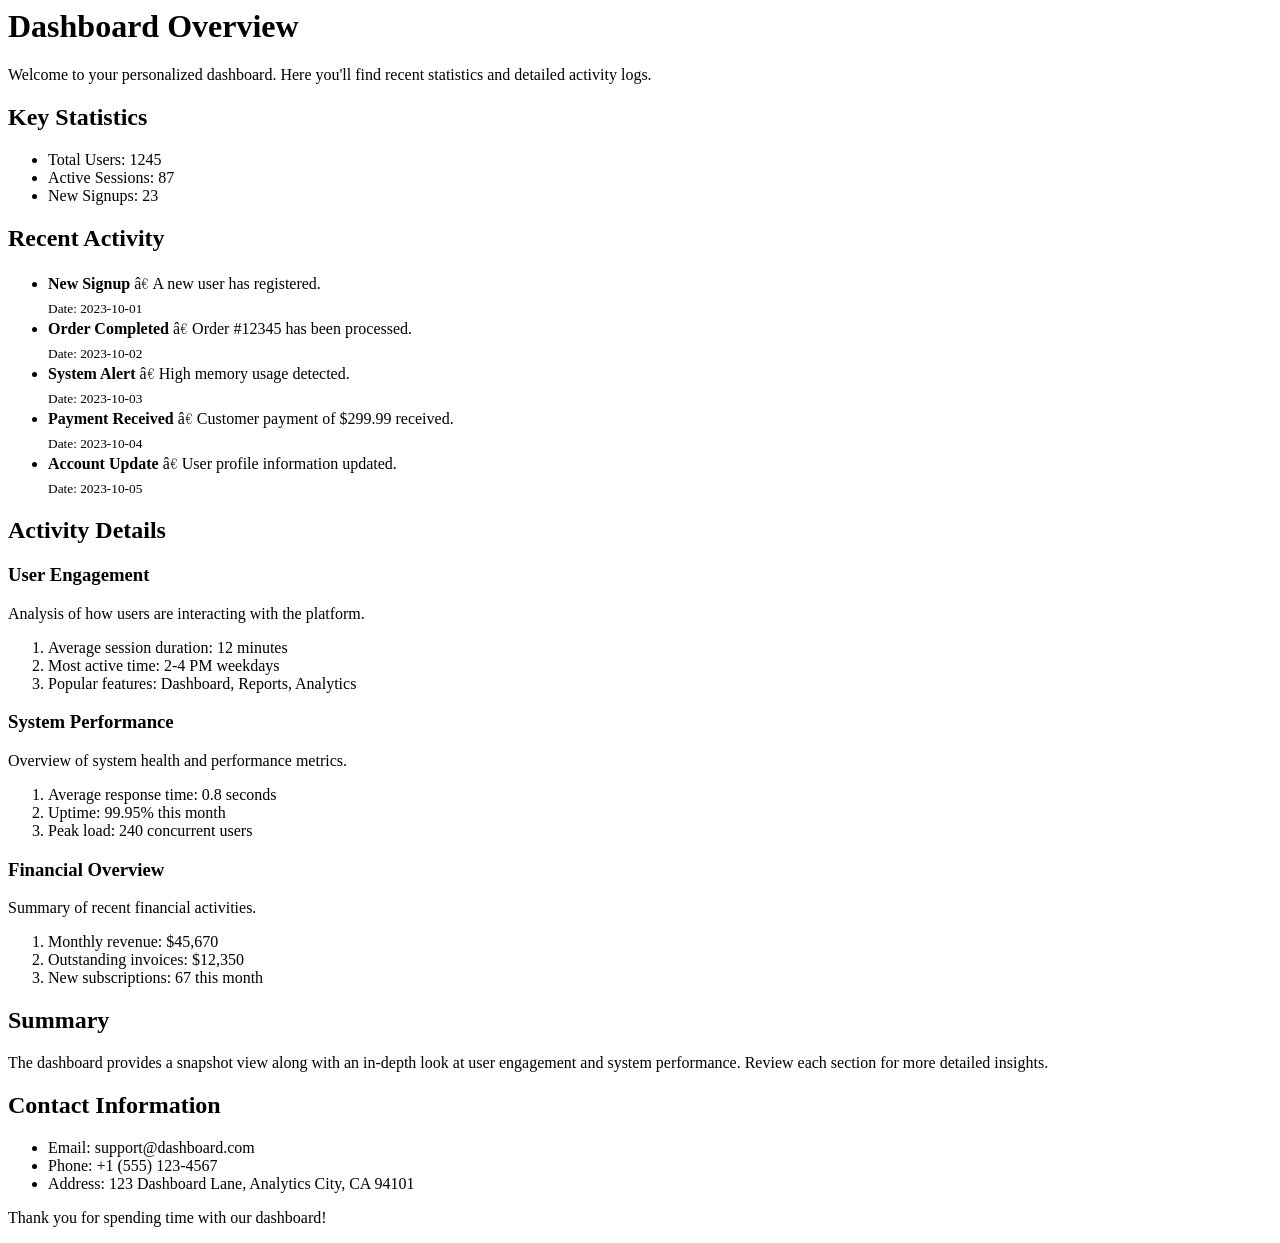 Dashboard Overview
Welcome to your personalized dashboard. Here you'll find recent statistics and detailed activity logs.
Key Statistics
Total Users: 1245
Active Sessions: 87
New Signups: 23
Recent Activity
New Signup â€ A new user has registered.
Date: 2023-10-01
Order Completed â€ Order #12345 has been processed.
Date: 2023-10-02
System Alert â€ High memory usage detected.
Date: 2023-10-03
Payment Received â€ Customer payment of $299.99 received.
Date: 2023-10-04
Account Update â€ User profile information updated.
Date: 2023-10-05
Activity Details
User Engagement
Analysis of how users are interacting with the platform.
1. Average session duration: 12 minutes
2. Most active time: 2-4 PM weekdays
3. Popular features: Dashboard, Reports, Analytics
System Performance
Overview of system health and performance metrics.
1. Average response time: 0.8 seconds
2. Uptime: 99.95% this month
3. Peak load: 240 concurrent users
Financial Overview
Summary of recent financial activities.
1. Monthly revenue: $45,670
2. Outstanding invoices: $12,350
3. New subscriptions: 67 this month
Summary
The dashboard provides a snapshot view along with an in-depth look at user engagement and system performance. Review each section for more detailed insights.
Contact Information
Email: support@dashboard.com
Phone: +1 (555) 123-4567
Address: 123 Dashboard Lane, Analytics City, CA 94101
Thank you for spending time with our dashboard!